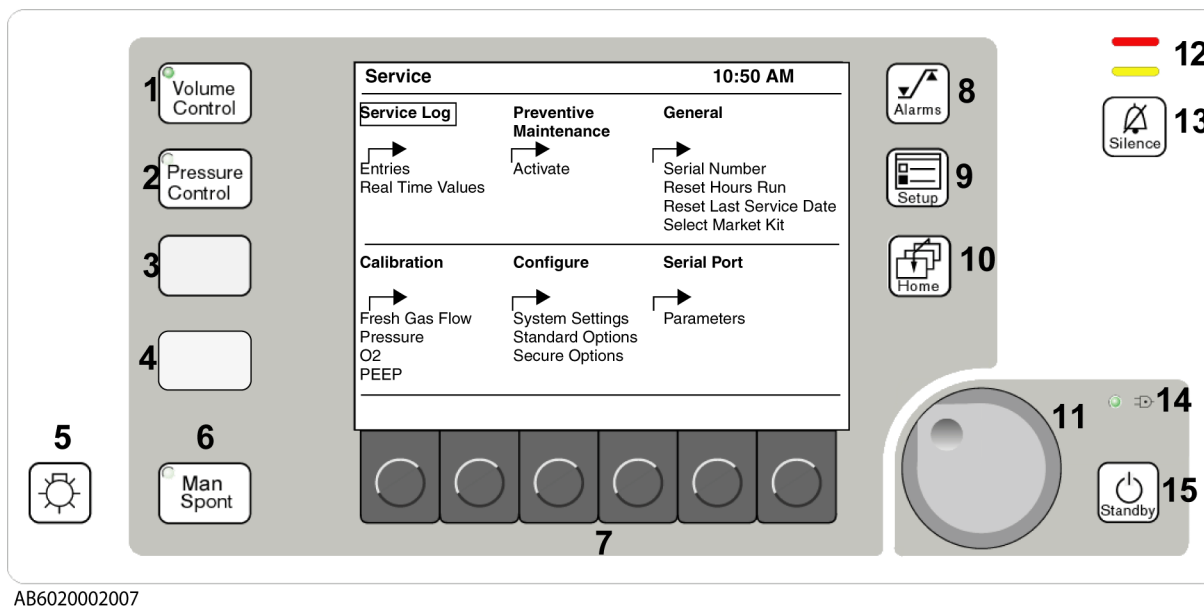 1
Volume
Control
2
Pressure
Control
3
4
5
6
Man
Spont
Service 10:50 AM
Service Log
Entries
Real Time Values
Preventive
Maintenance
Activate
General
Serial Number
Reset Hours Run
Reset Last Service Date
Select Market Kit
Calibration
Fresh Gas Flow
Pressure
O2
PEEP
Configure
System Settings
Standard Options
Secure Options
Serial Port
Parameters
7
Alarms 8
Setup 9
Home 10
11
12
Silence 13
14
Standby 15
AB6020002007